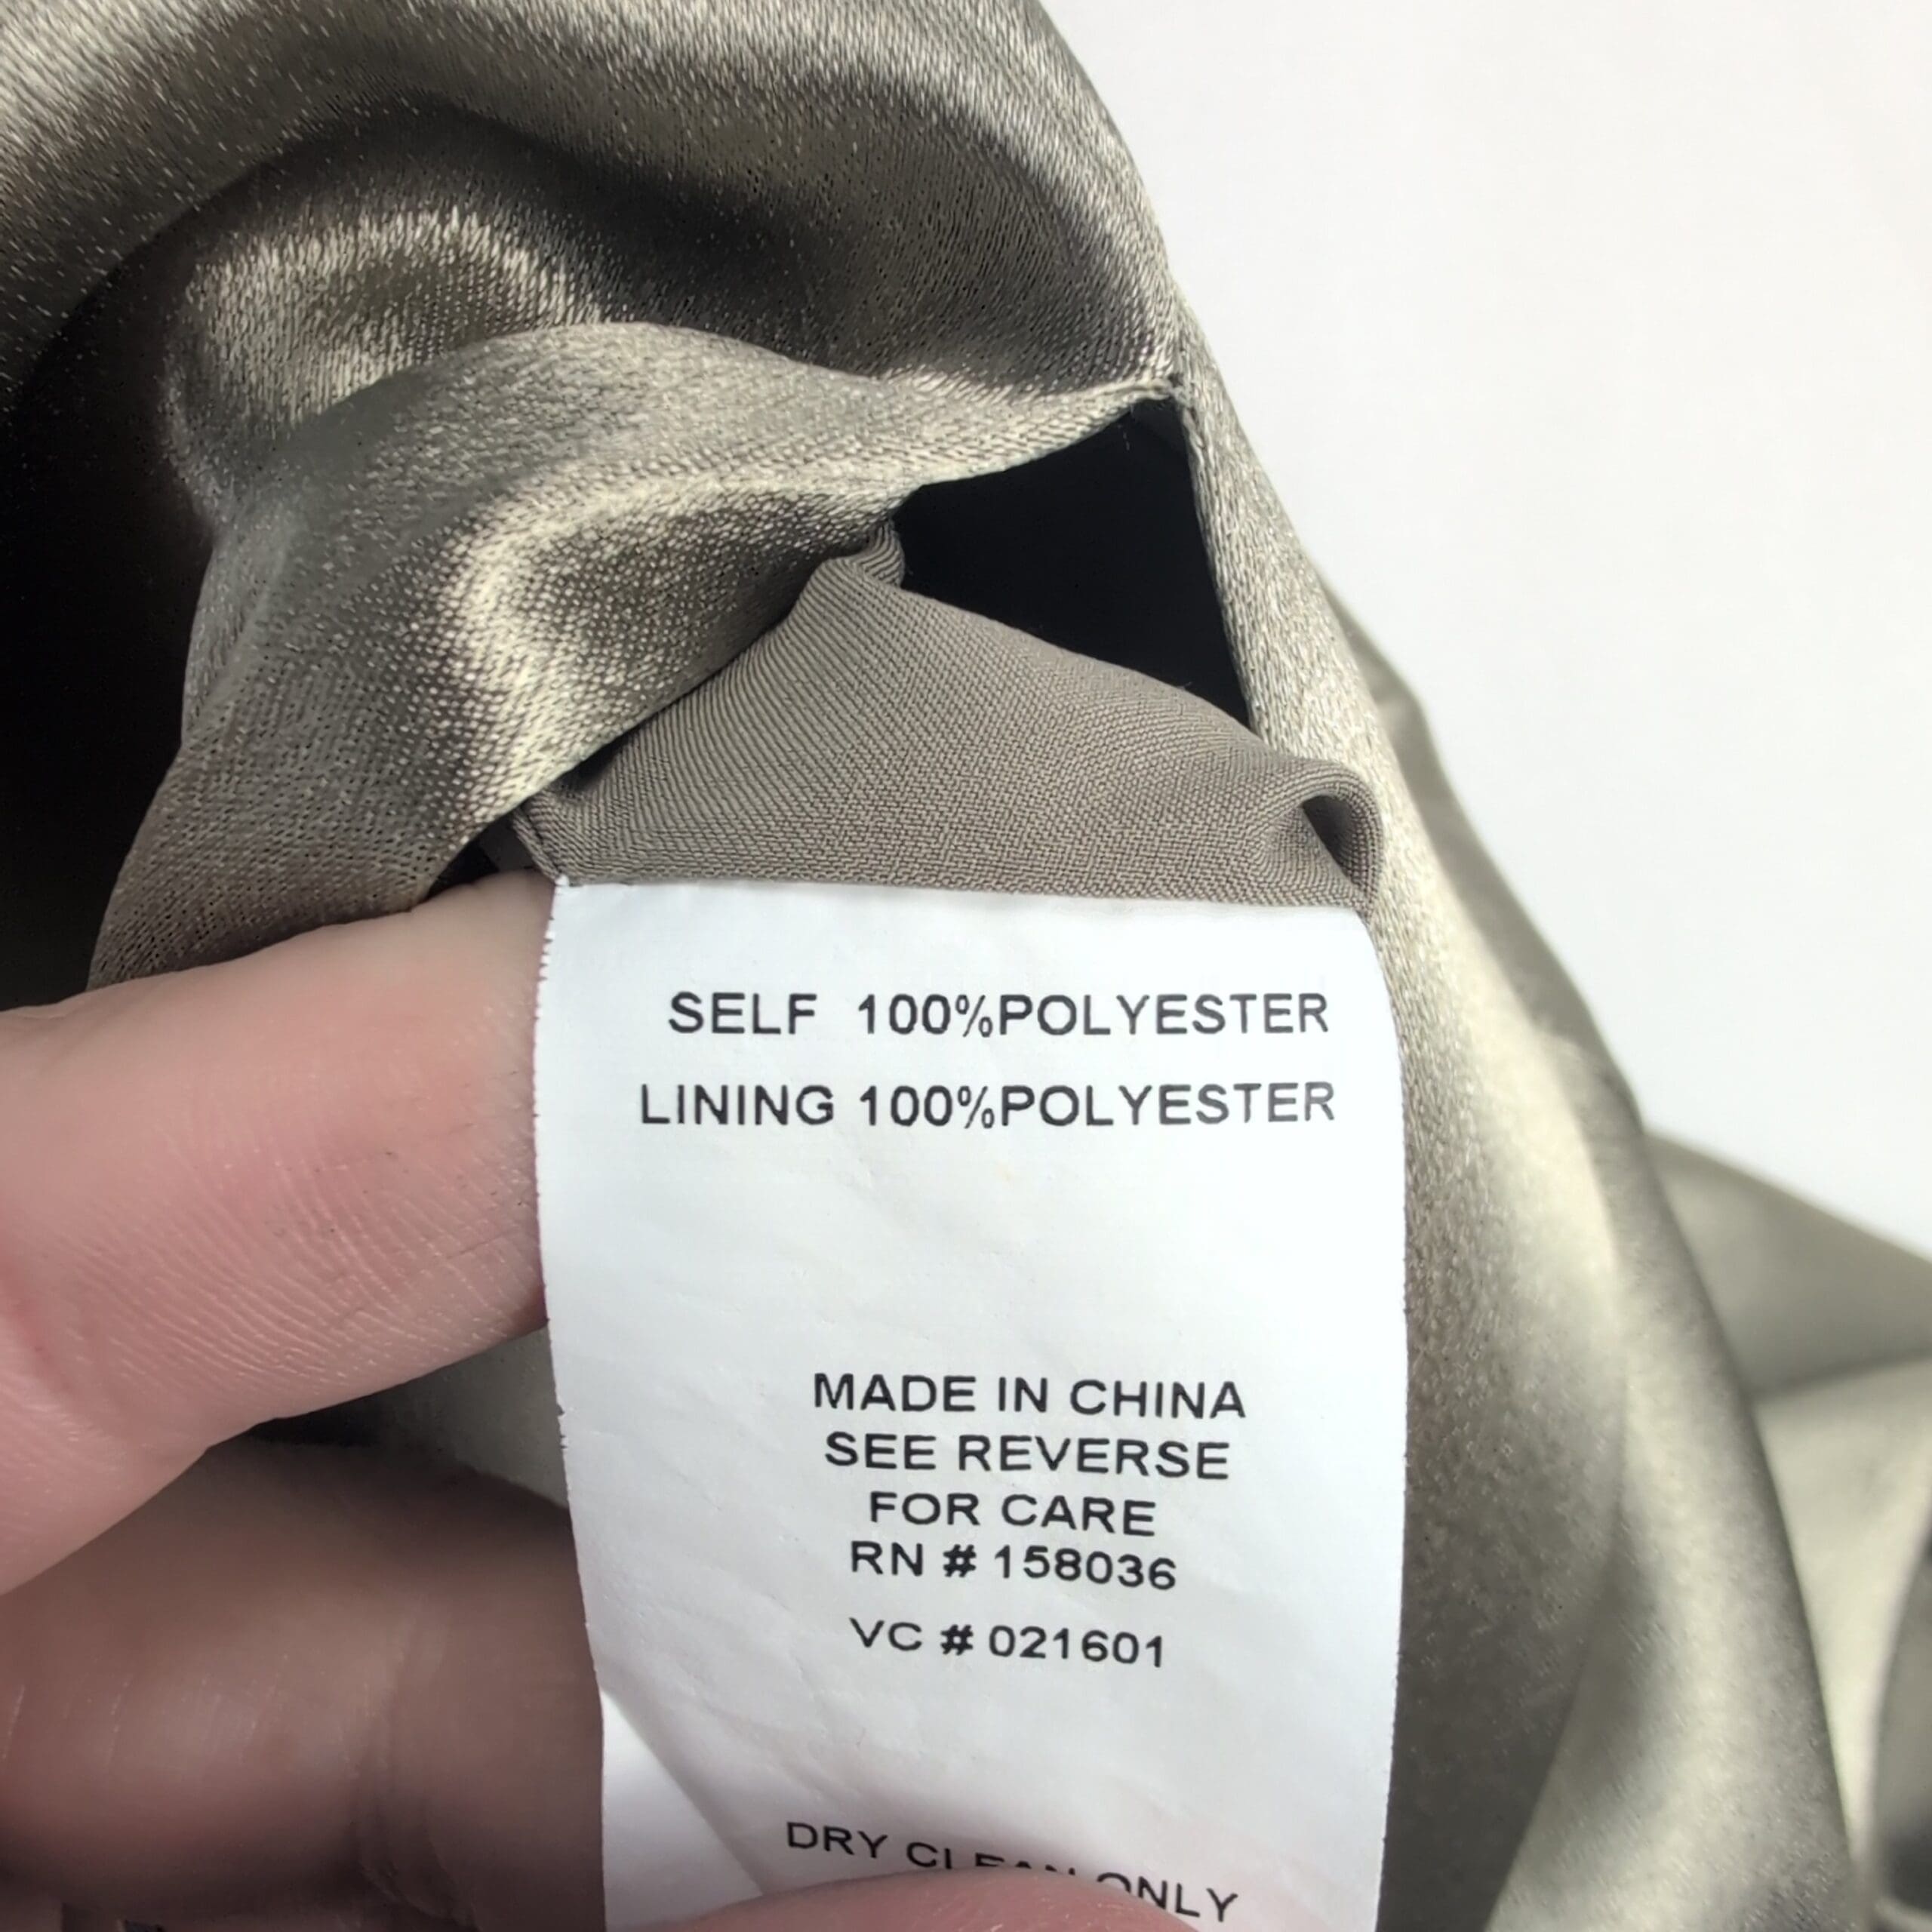 SELF 100%POLYESTER
LINING 100%POLYESTER
MADE IN CHINA
SEE REVERSE
FOR CARE
RN # 158036
VC # 021601
DRY CLEAN ONLY